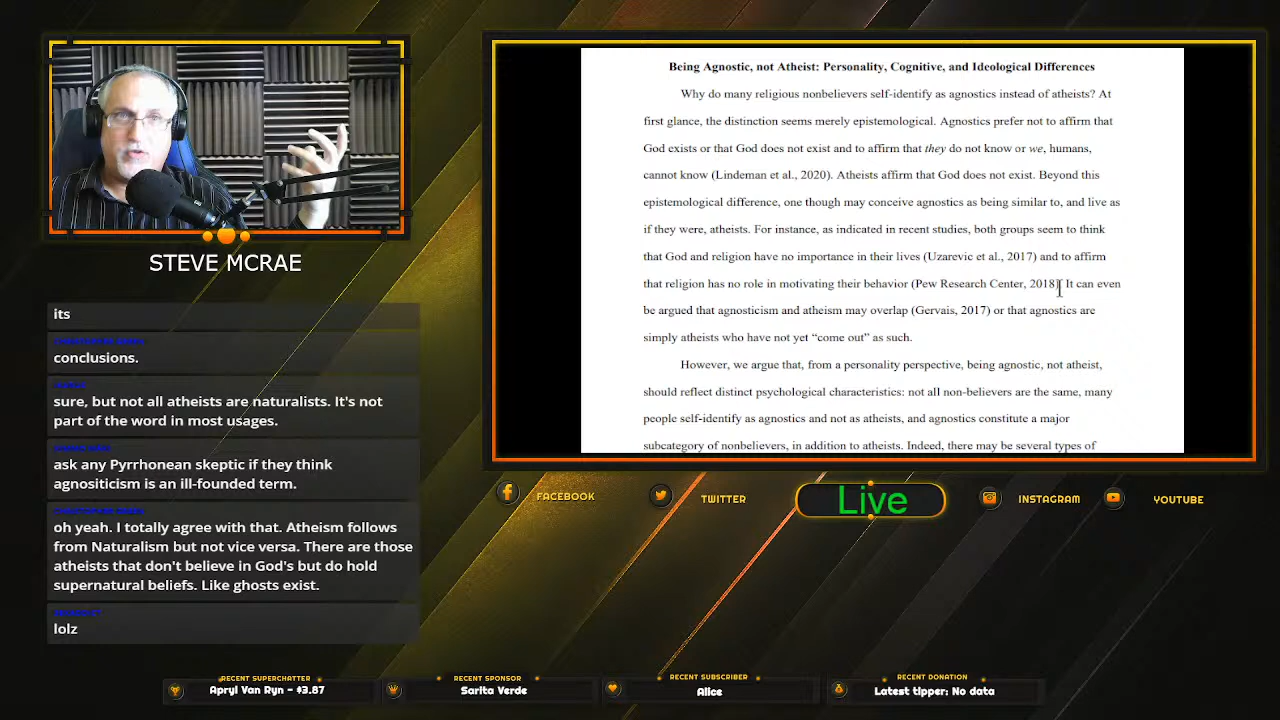 STEVE MCRAE
its
conclusions.
sure, but not all atheists are naturalists. It's not
part of the word in most usages.
ask any Pyrrhonean skeptic if they think
agnositicism is an ill-founded term.
oh yeah. I totally agree with that. Atheism follows
from Naturalism but not vice versa. There are those
atheists that don't believe in God's but do hold
supernatural beliefs. Like ghosts exist.
lolz
Being Agnostic, not Atheist: Personality, Cognitive, and Ideological Differences
Why do many religious nonbelievers self-identify as agnostics instead of atheists? At
first glance, the distinction seems merely epistemological. Agnostics prefer not to affirm that
God exists or that God does not exist and to affirm that they do not know or we, humans,
cannot know (Lindeman et al., 2020). Atheists affirm that God does not exist. Beyond this
epistemological difference, one though may conceive agnostics as being similar to, and live as
if they were, atheists. For instance, as indicated in recent studies, both groups seem to think
that God and religion have no importance in their lives (Uzarevic et al., 2017) and to affirm
that religion has no role in motivating their behavior (Pew Research Center, 2018). It can even
be argued that agnosticism and atheism may overlap (Gervais, 2017) or that agnostics are
simply atheists who have not yet “come out” as such.
However, we argue that, from a personality perspective, being agnostic, not atheist,
should reflect distinct psychological characteristics: not all non-believers are the same, many
people self-identify as agnostics and not as atheists, and agnostics constitute a major
subcategory of nonbelievers, in addition to atheists. Indeed, there may be several types of
FACEBOOK
TWITTER
Live
INSTAGRAM
YOUTUBE
RECENT SUPERCHATTER
Apryl Van Ryn - $3.87
RECENT SPONSOR
Sarita Verde
RECENT SUBSCRIBER
Alice
RECENT DONATION
Latest tipper: No data